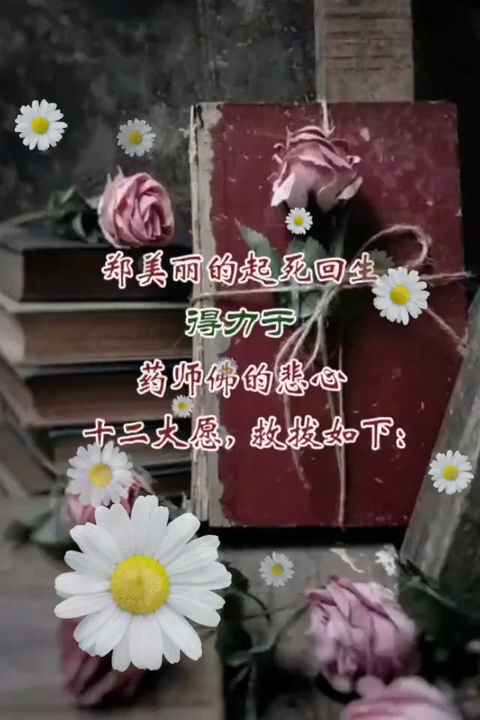 郑美丽的起死回生
得力于
药师佛的悲心
十二大愿，救拔如下：